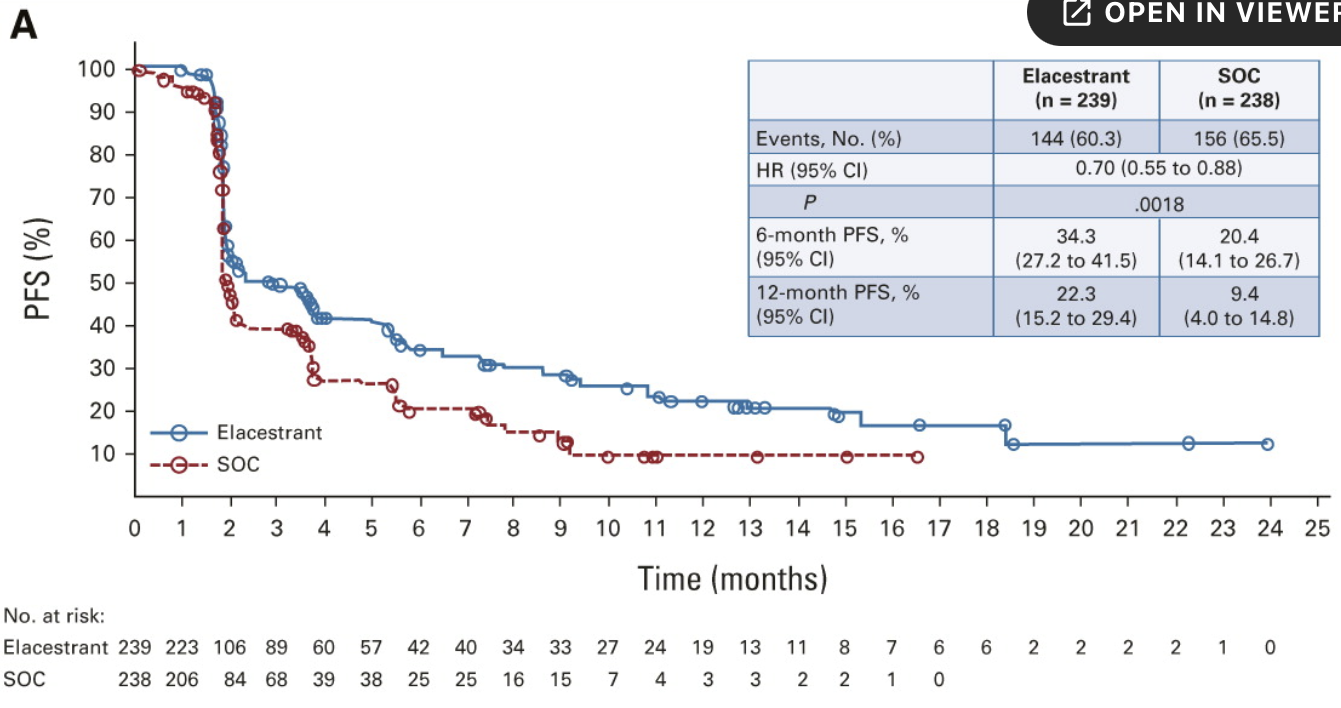 A
OPEN IN VIEWER
Elacestrant
(n = 239)
SOC
(n = 238)
Events, No. (%) 144 (60.3) 156 (65.5)
HR (95% CI) 0.70 (0.55 to 0.88)
P .0018
6-month PFS, %
(95% CI)
34.3
(27.2 to 41.5)
20.4
(14.1 to 26.7)
12-month PFS, %
(95% CI)
22.3
(15.2 to 29.4)
9.4
(4.0 to 14.8)
PFS (%)
100
90
80
70
60
50
40
30
20
10
Elacestrant
SOC
0 1 2 3 4 5 6 7 8 9 10 11 12 13 14 15 16 17 18 19 20 21 22 23 24 25
Time (months)
No. at risk:
Elacestrant 239 223 106 89 60 57 42 40 34 33 27 24 19 13 11 8 7 6 6 2 2 2 2 1 0
SOC 238 206 84 68 39 38 25 25 16 15 7 4 3 3 2 2 1 0